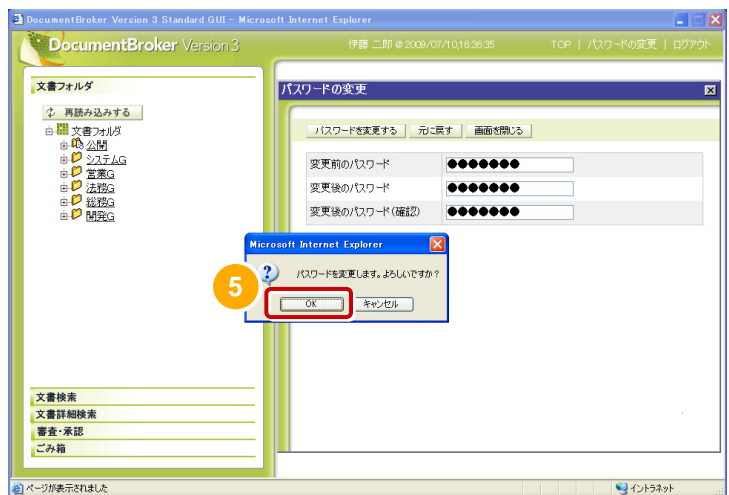 DocumentBroker Version 3 Standard GUI - Microsoft Internet Explorer
DocumentBroker Version 3
伊藤 二郎 @ 2009/07/10,16:36:35
TOP | パスワードの変更 | ログアウト
文書フォルダ
再読み込みする
文書フォルダ
公開
システムG
営業G
法務G
総務G
開発G
文書検索
文書詳細検索
審査・承認
ごみ箱
パスワードの変更
パスワードを変更する
元に戻す
画面を閉じる
変更前のパスワード ●●●●●●●
変更後のパスワード ●●●●●●●
変更後のパスワード(確認) ●●●●●●●
Microsoft Internet Explorer
パスワードを変更します。よろしいですか?
5
OK
キャンセル
ページが表示されました
イントラネット